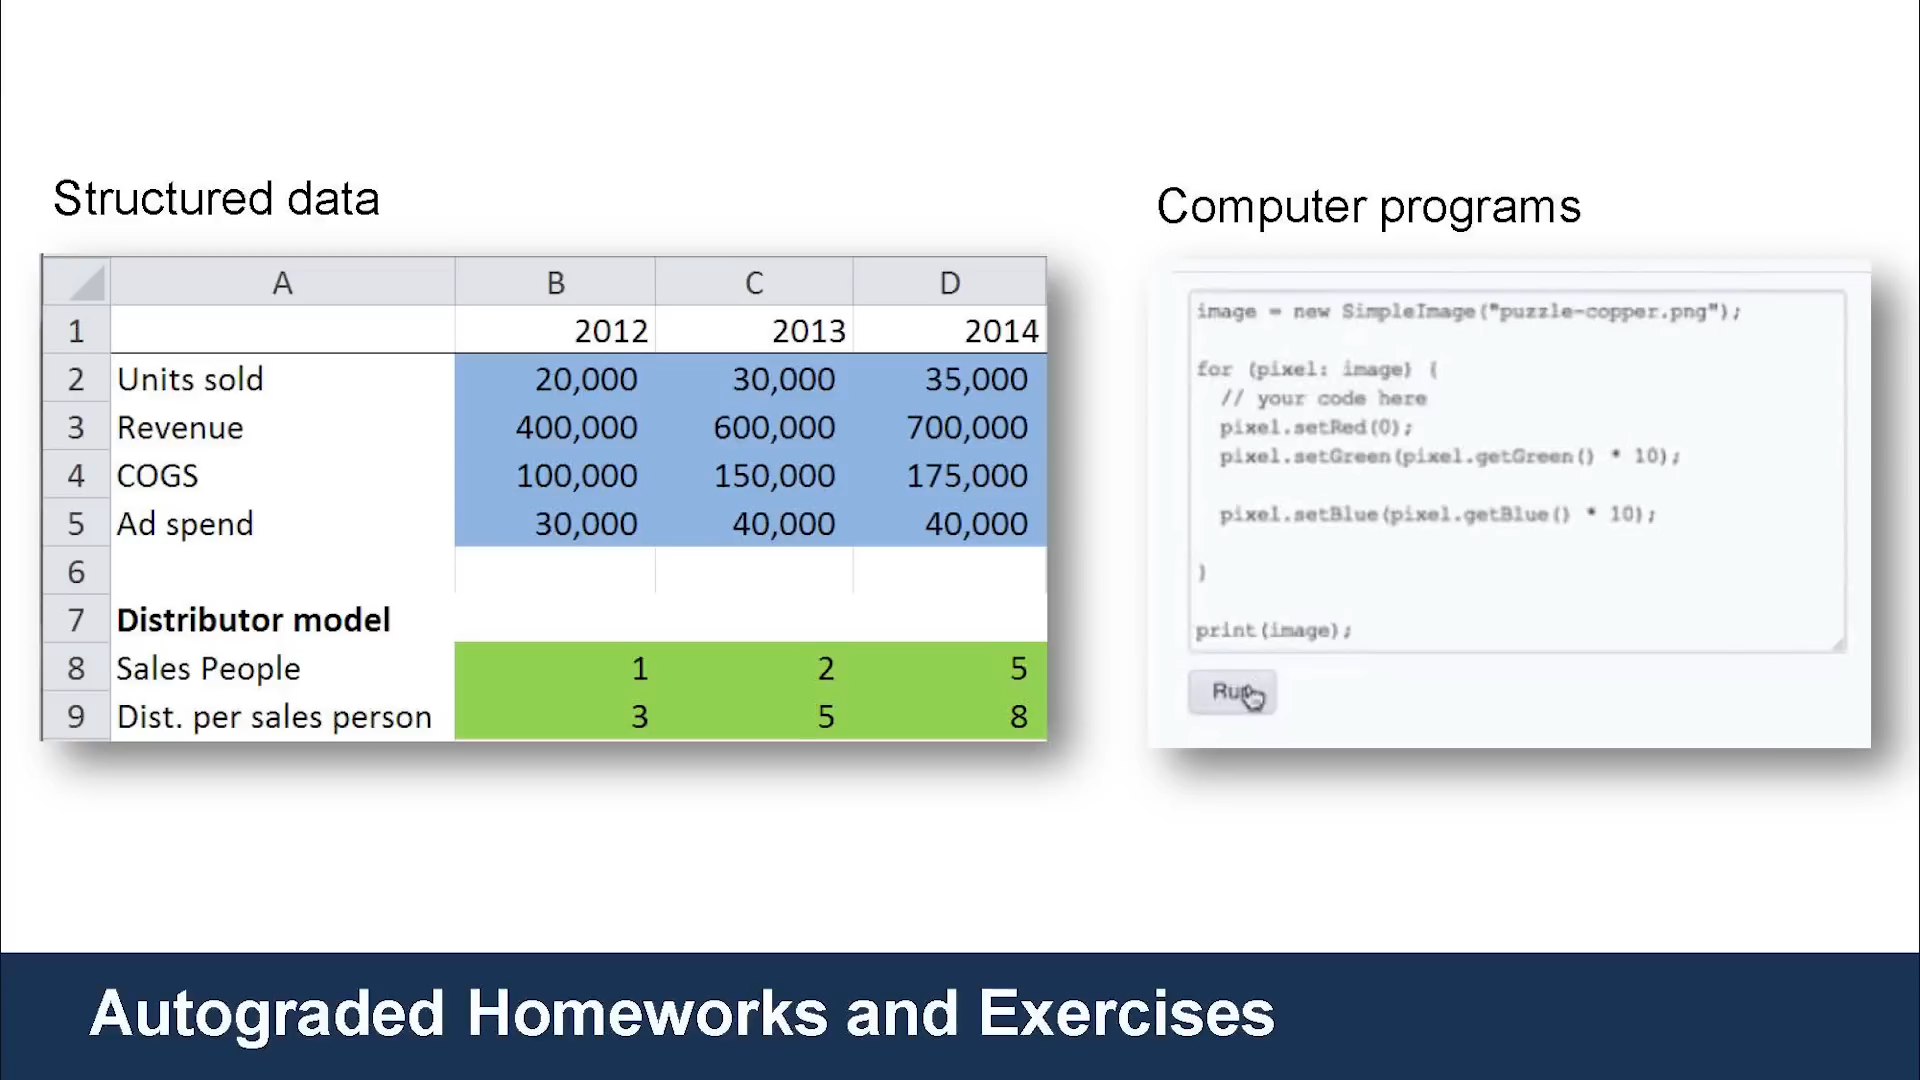 Structured data
A B C D
1 2012 2013 2014
2 Units sold 20,000 30,000 35,000
3 Revenue 400,000 600,000 700,000
4 COGS 100,000 150,000 175,000
5 Ad spend 30,000 40,000 40,000
6
7 Distributor model
8 Sales People 1 2 5
9 Dist. per sales person 3 5 8
Computer programs
image = new SimpleImage("puzzle-copper.png");
for (pixel: image) {
// your code here
pixel.setRed(0);
pixel.setGreen(pixel.getGreen() * 10);
pixel.setBlue(pixel.getBlue() * 10);
}
print(image);
Run
Autograded Homeworks and Exercises